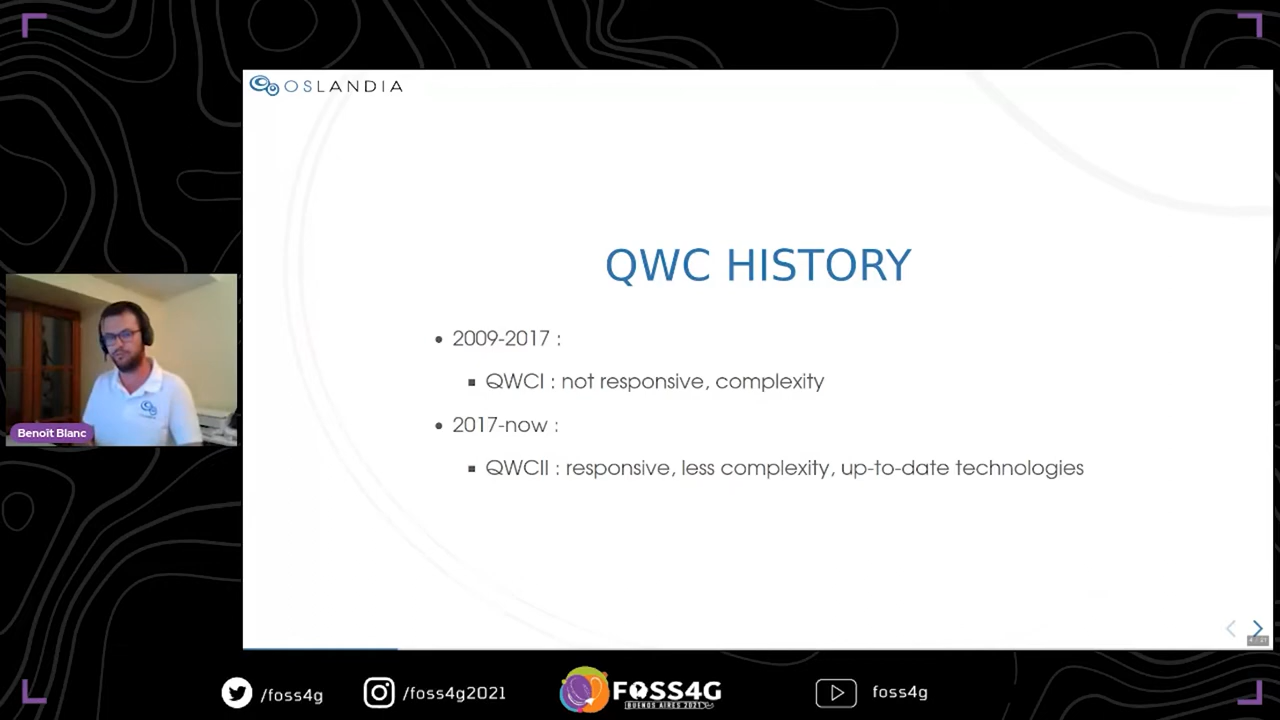 OSLANDIA
QWC HISTORY
2009-2017 :
QWCI : not responsive, complexity
2017-now :
QWCII : responsive, less complexity, up-to-date technologies
Benoît Blanc
/foss4g
/foss4g2021
FOSS4G
BUENOS AIRES 2021
foss4g